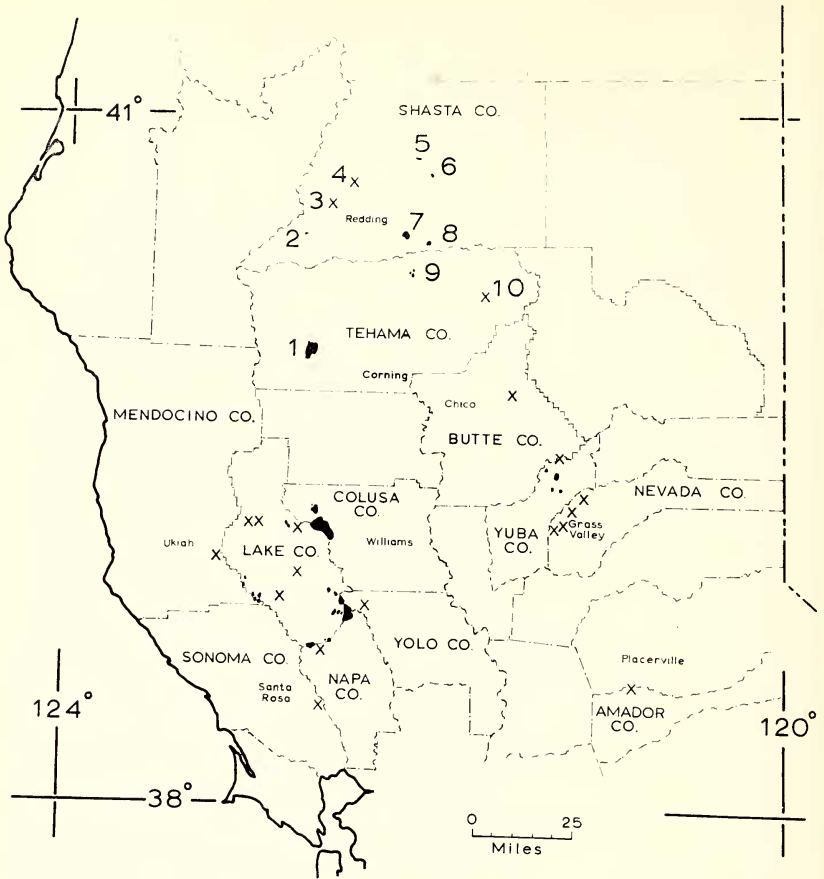 41°
SHASTA CO.
5
6
4 X
3 X
Redding
7
8
2
9
X 10
1
TEHAMA CO.
Corning
Chico
X
MENDOCINO CO.
BUTTE CO.
X
COLUSA
CO.
NEVADA CO.
X
X X
X
X
X X
Grass
Valley
Ukiah
X
LAKE CO.
Williams
YUBA
CO.
X
X
X
SONOMA CO.
X
YOLO CO.
Placerville
Santa
Rosa
NAPA
CO.
X
X
AMADOR
CO.
124°
120°
38°
0 25
Miles